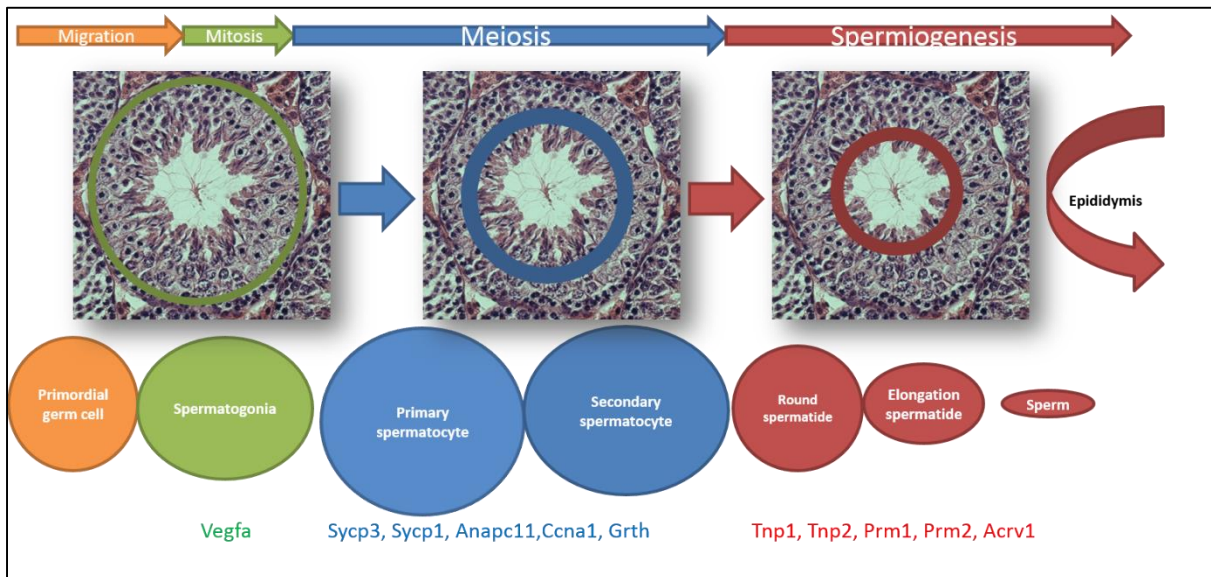 Migration
Mitosis
Meiosis
Spermiogenesis
Epididymis
Primordial
germ cell
Spermatogonia
Primary
spermatocyte
Secondary
spermatocyte
Round
spermatide
Elongation
spermatide
Sperm
Vegfa
Sycp3, Sycp1, Anapc11,Ccna1, Grth
Tnp1, Tnp2, Prm1, Prm2, Acrv1